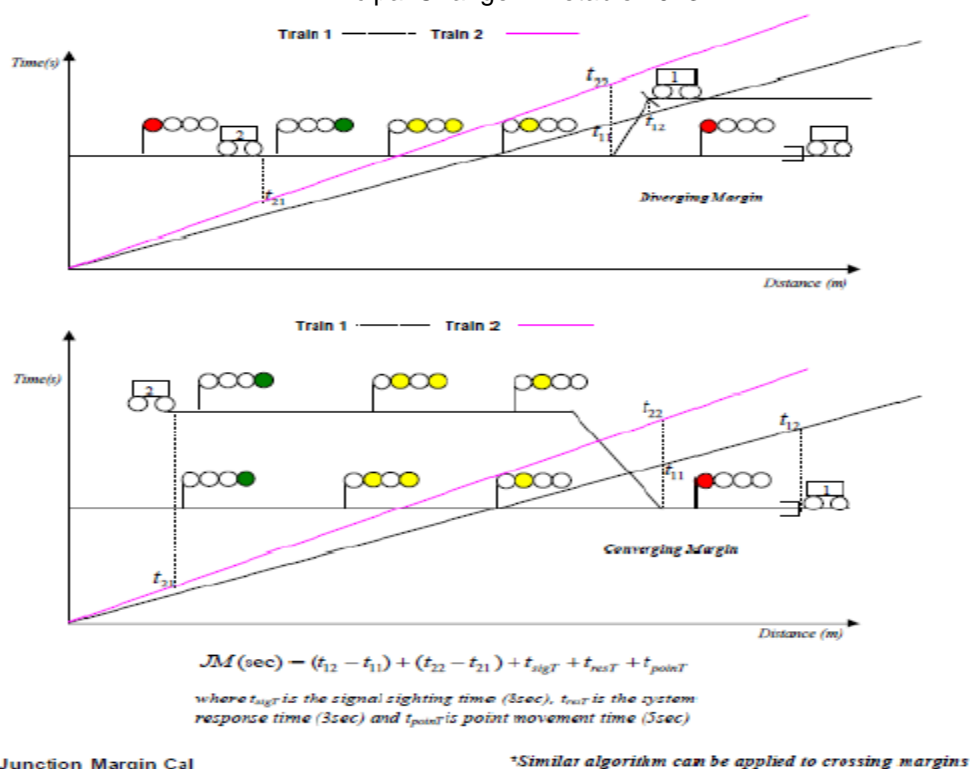 Train 1 Train 2
Time(s)
t22
1
t12
t11
2
t21
Diverging Margin
Distance (m)
Train 1 Train 2
Time(s)
2
t22
t12
t11
1
Converging Margin
t21
Distance (m)
JM(sec) = (t12 − t11) + (t22 − t21) + tsigT + tresT + tpoinT
where tsigT is the signal sighting time (8sec), tresT is the system
response time (3sec) and tpoinT is point movement time (5sec)
Junction Margin Cal
*Similar algorithm can be applied to crossing margins